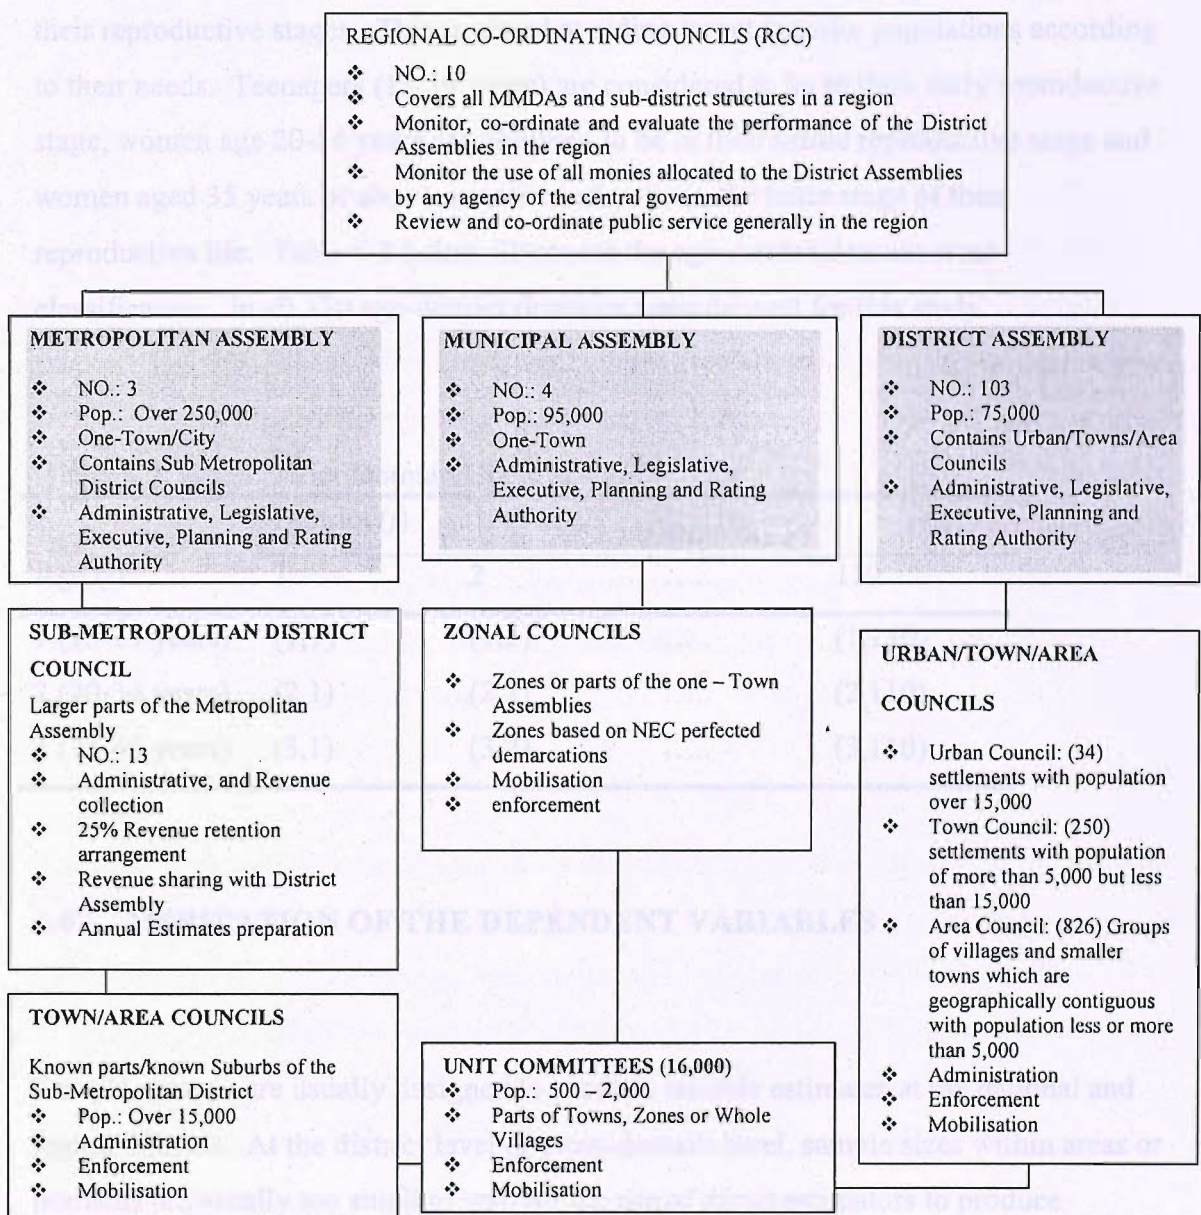 REGIONAL CO-ORDINATING COUNCILS (RCC)
❖ NO.: 10
❖ Covers all MMDAs and sub-district structures in a region
❖ Monitor, co-ordinate and evaluate the performance of the District
Assemblies in the region
❖ Monitor the use of all monies allocated to the District Assemblies
by any agency of the central government
❖ Review and co-ordinate public service generally in the region
METROPOLITAN ASSEMBLY
❖ NO.: 3
❖ Pop.: Over 250,000
❖ One-Town/City
❖ Contains Sub Metropolitan
District Councils
❖ Administrative, Legislative,
Executive, Planning and Rating
Authority
MUNICIPAL ASSEMBLY
❖ NO.: 4
❖ Pop.: 95,000
❖ One-Town
❖ Administrative, Legislative,
Executive, Planning and Rating
Authority
DISTRICT ASSEMBLY
❖ NO.: 103
❖ Pop.: 75,000
❖ Contains Urban/Towns/Area
Councils
❖ Administrative, Legislative,
Executive, Planning and
Rating Authority
SUB-METROPOLITAN DISTRICT
COUNCIL
Larger parts of the Metropolitan
Assembly
❖ NO.: 13
❖ Administrative, and Revenue
collection
❖ 25% Revenue retention
arrangement
❖ Revenue sharing with District
Assembly
❖ Annual Estimates preparation
ZONAL COUNCILS
❖ Zones or parts of the one – Town
Assemblies
❖ Zones based on NEC perfected
demarcations
❖ Mobilisation
❖ enforcement
URBAN/TOWN/AREA
COUNCILS
❖ Urban Council: (34)
settlements with population
over 15,000
❖ Town Council: (250)
settlements with population
of more than 5,000 but less
than 15,000
❖ Area Council: (826) Groups
of villages and smaller
towns which are
geographically contiguous
with population less or more
than 5,000
❖ Administration
❖ Enforcement
❖ Mobilisation
TOWN/AREA COUNCILS
Known parts/known Suburbs of the
Sub-Metropolitan District
❖ Pop.: Over 15,000
❖ Administration
❖ Enforcement
❖ Mobilisation
UNIT COMMITTEES (16,000)
❖ Pop.: 500 – 2,000
❖ Parts of Towns, Zones or Whole
Villages
❖ Enforcement
❖ Mobilisation